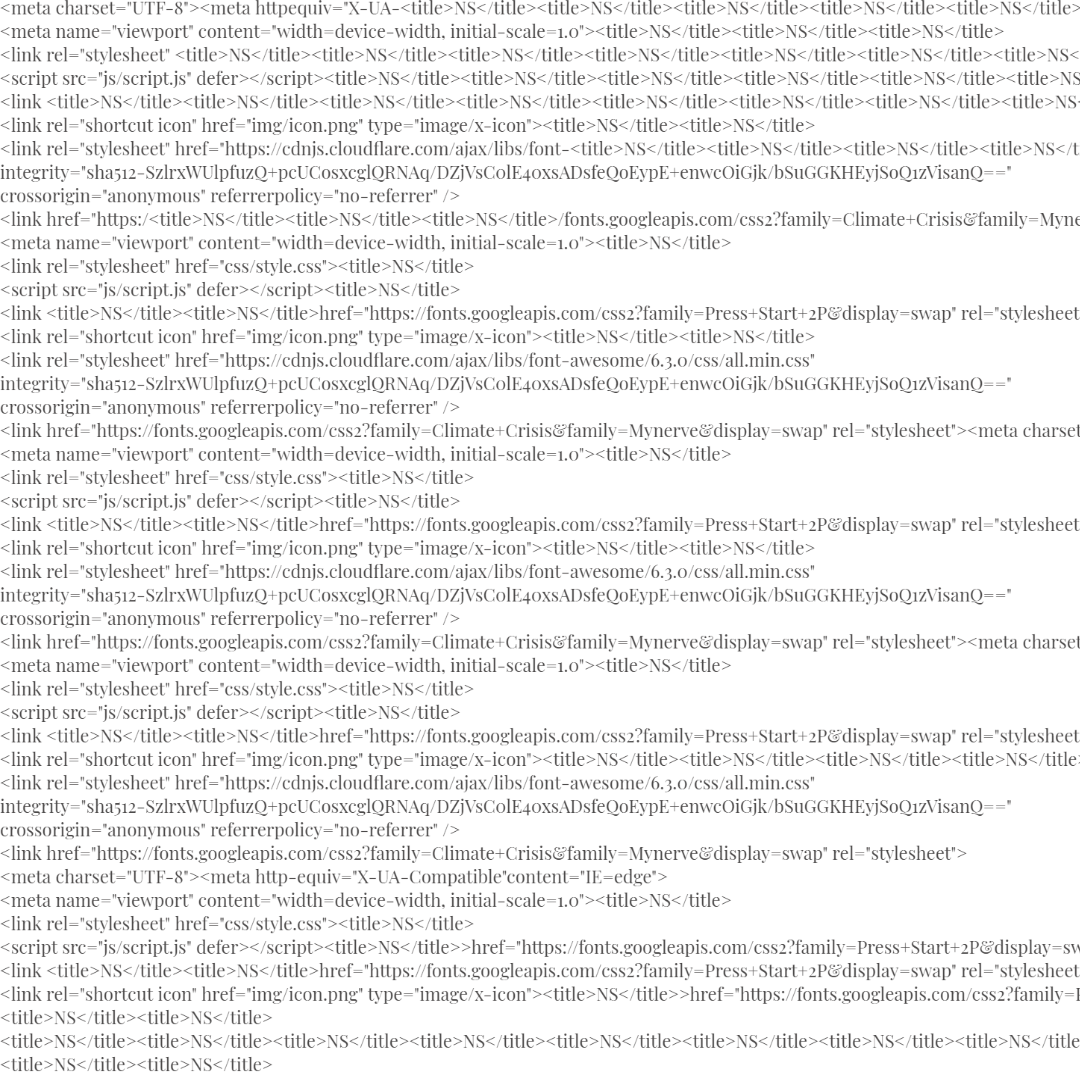 <meta charset="UTF-8"><meta httpequiv="X-UA-<title>NS</title><title>NS</title><title>NS</title><title>NS</title><title>NS</title>
<meta name="viewport" content="width=device-width, initial-scale=1.0"><title>NS</title><title>NS</title><title>NS</title>
<link rel="stylesheet" <title>NS</title><title>NS</title><title>NS</title><title>NS</title><title>NS</title><title>NS</title><title>NS<
<script src="js/script.js" defer></script><title>NS</title><title>NS</title><title>NS</title><title>NS</title><title>NS</title><title>NS
<link <title>NS</title><title>NS</title><title>NS</title><title>NS</title><title>NS</title><title>NS</title><title>NS</title><title>NS<
<link rel="shortcut icon" href="img/icon.png" type="image/x-icon"><title>NS</title><title>NS</title>
<link rel="stylesheet" href="https://cdnjs.cloudflare.com/ajax/libs/font-<title>NS</title><title>NS</title><title>NS</title><title>NS</t
integrity="sha512-SzlrxWUlpfuzQ+pcUCosxcglQRNAq/DZjVsC0lE40xsADsfeQoEypE+enwcOiGjk/bSuGGKHEyjSoQ1zVisanQ=="
crossorigin="anonymous" referrerpolicy="no-referrer" />
<link href="https:/<title>NS</title><title>NS</title><title>NS</title>/fonts.googleapis.com/css2?family=Climate+Crisis&family=Myne
<meta name="viewport" content="width=device-width, initial-scale=1.0"><title>NS</title>
<link rel="stylesheet" href="css/style.css"><title>NS</title>
<script src="js/script.js" defer></script><title>NS</title>
<link <title>NS</title><title>NS</title>href="https://fonts.googleapis.com/css2?family=Press+Start+2P&display=swap" rel="stylesheet
<link rel="shortcut icon" href="img/icon.png" type="image/x-icon"><title>NS</title><title>NS</title>
<link rel="stylesheet" href="https://cdnjs.cloudflare.com/ajax/libs/font-awesome/6.3.0/css/all.min.css"
integrity="sha512-SzlrxWUlpfuzQ+pcUCosxcglQRNAq/DZjVsC0lE40xsADsfeQoEypE+enwcOiGjk/bSuGGKHEyjSoQ1zVisanQ=="
crossorigin="anonymous" referrerpolicy="no-referrer" />
<link href="https://fonts.googleapis.com/css2?family=Climate+Crisis&family=Mynerve&display=swap" rel="stylesheet"><meta charset
<meta name="viewport" content="width=device-width, initial-scale=1.0"><title>NS</title>
<link rel="stylesheet" href="css/style.css"><title>NS</title>
<script src="js/script.js" defer></script><title>NS</title>
<link <title>NS</title><title>NS</title>href="https://fonts.googleapis.com/css2?family=Press+Start+2P&display=swap" rel="stylesheet
<link rel="shortcut icon" href="img/icon.png" type="image/x-icon"><title>NS</title><title>NS</title>
<link rel="stylesheet" href="https://cdnjs.cloudflare.com/ajax/libs/font-awesome/6.3.0/css/all.min.css"
integrity="sha512-SzlrxWUlpfuzQ+pcUCosxcglQRNAq/DZjVsC0lE40xsADsfeQoEypE+enwcOiGjk/bSuGGKHEyjSoQ1zVisanQ=="
crossorigin="anonymous" referrerpolicy="no-referrer" />
<link href="https://fonts.googleapis.com/css2?family=Climate+Crisis&family=Mynerve&display=swap" rel="stylesheet"><meta charset
<meta name="viewport" content="width=device-width, initial-scale=1.0"><title>NS</title>
<link rel="stylesheet" href="css/style.css"><title>NS</title>
<script src="js/script.js" defer></script><title>NS</title>
<link <title>NS</title><title>NS</title>href="https://fonts.googleapis.com/css2?family=Press+Start+2P&display=swap" rel="stylesheet
<link rel="shortcut icon" href="img/icon.png" type="image/x-icon"><title>NS</title><title>NS</title><title>NS</title><title>NS</title>
<link rel="stylesheet" href="https://cdnjs.cloudflare.com/ajax/libs/font-awesome/6.3.0/css/all.min.css"
integrity="sha512-SzlrxWUlpfuzQ+pcUCosxcglQRNAq/DZjVsC0lE40xsADsfeQoEypE+enwcOiGjk/bSuGGKHEyjSoQ1zVisanQ=="
crossorigin="anonymous" referrerpolicy="no-referrer" />
<link href="https://fonts.googleapis.com/css2?family=Climate+Crisis&family=Mynerve&display=swap" rel="stylesheet">
<meta charset="UTF-8"><meta http-equiv="X-UA-Compatible"content="IE=edge">
<meta name="viewport" content="width=device-width, initial-scale=1.0"><title>NS</title>
<link rel="stylesheet" href="css/style.css"><title>NS</title>
<script src="js/script.js" defer></script><title>NS</title>>href="https://fonts.googleapis.com/css2?family=Press+Start+2P&display=sw
<link <title>NS</title><title>NS</title>href="https://fonts.googleapis.com/css2?family=Press+Start+2P&display=swap" rel="stylesheet
<link rel="shortcut icon" href="img/icon.png" type="image/x-icon"><title>NS</title>>href="https://fonts.googleapis.com/css2?family=P
<title>NS</title><title>NS</title>
<title>NS</title><title>NS</title><title>NS</title><title>NS</title><title>NS</title><title>NS</title><title>NS</title><title>NS</title
<title>NS</title><title>NS</title>